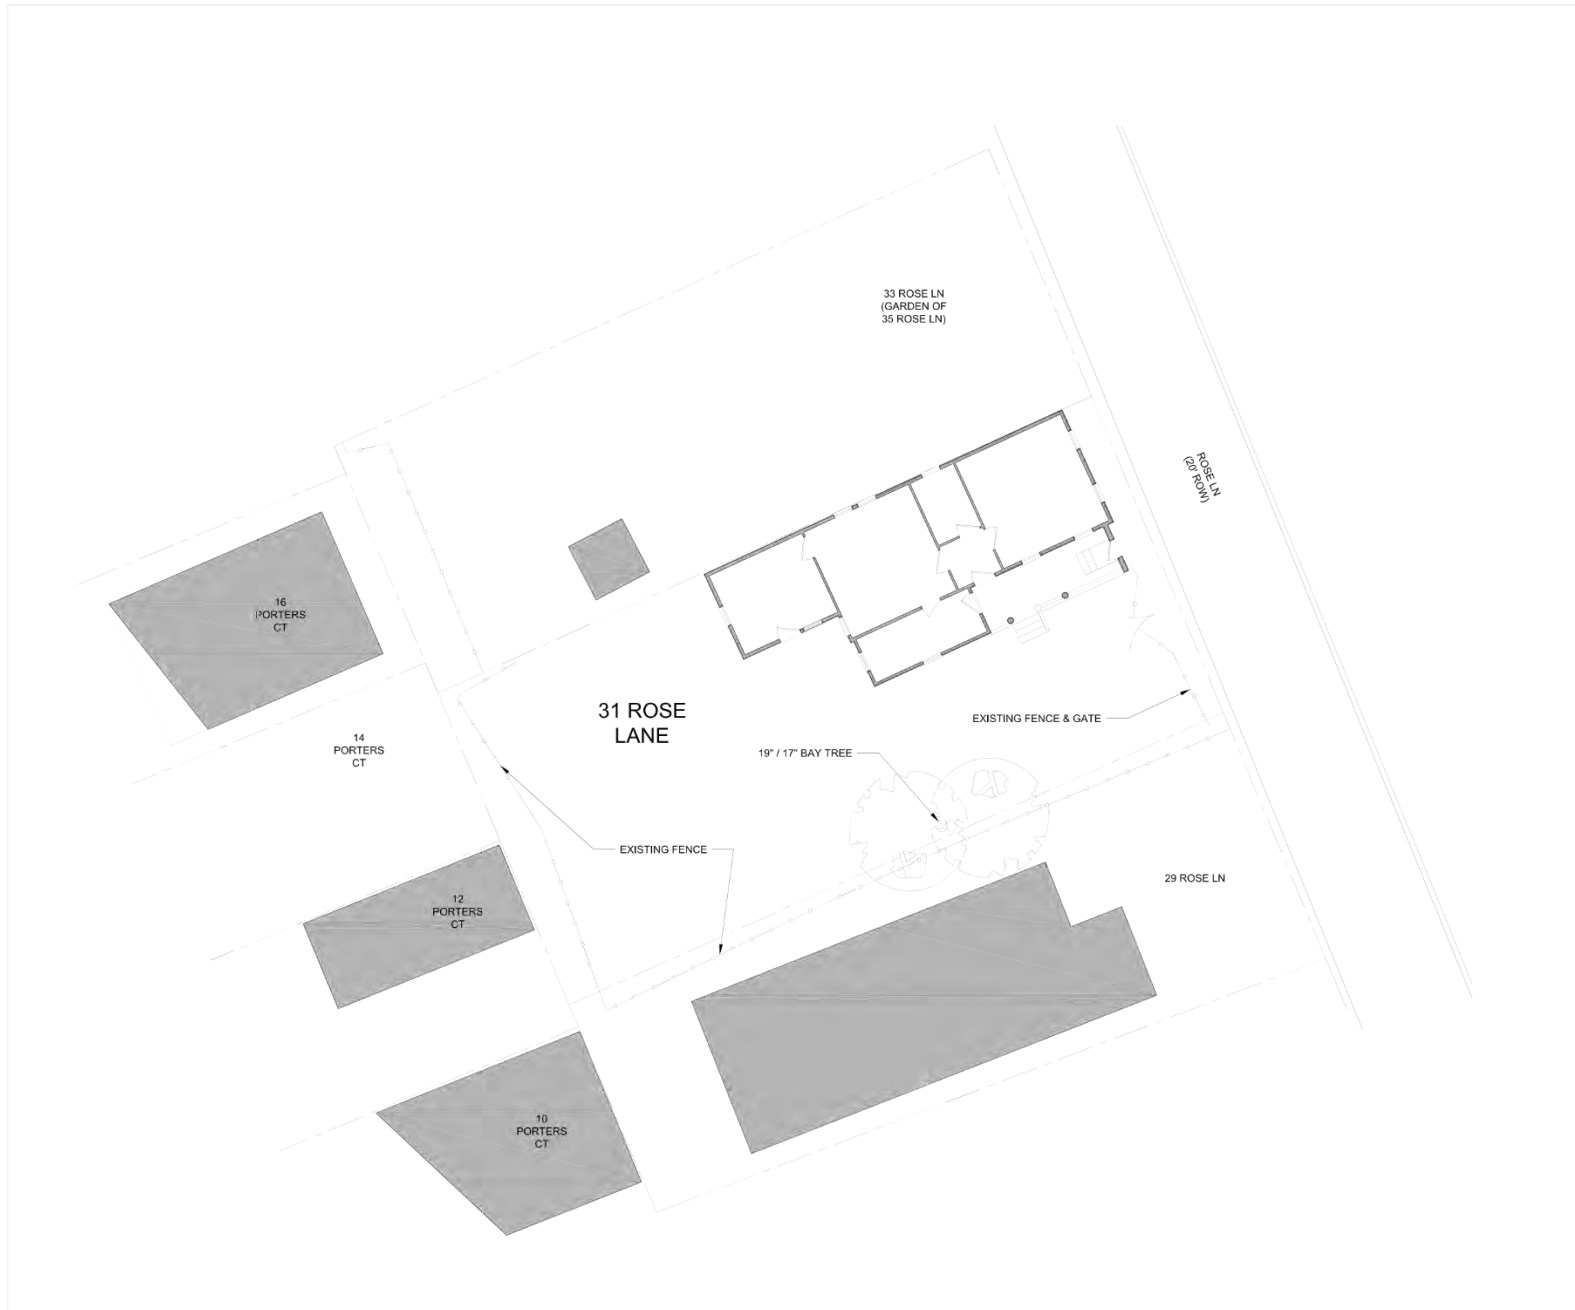 33 ROSE LN
(GARDEN OF
35 ROSE LN)
ROSE LN
(20' ROW)
16
PORTERS
CT
31 ROSE
LANE
EXISTING FENCE & GATE
14
PORTERS
CT
19" / 17" BAY TREE
EXISTING FENCE
29 ROSE LN
12
PORTERS
CT
10
PORTERS
CT